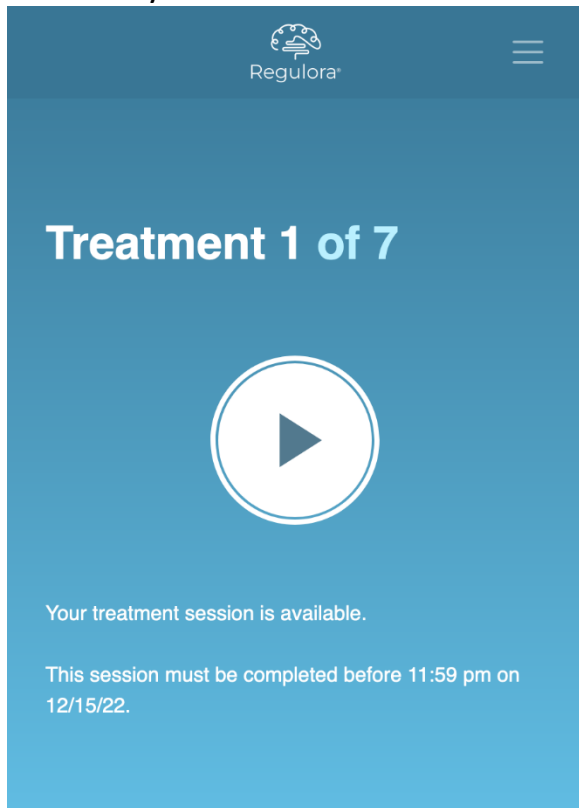 Regulora®
Treatment 1 of 7
Your treatment session is available.
This session must be completed before 11:59 pm on
12/15/22.